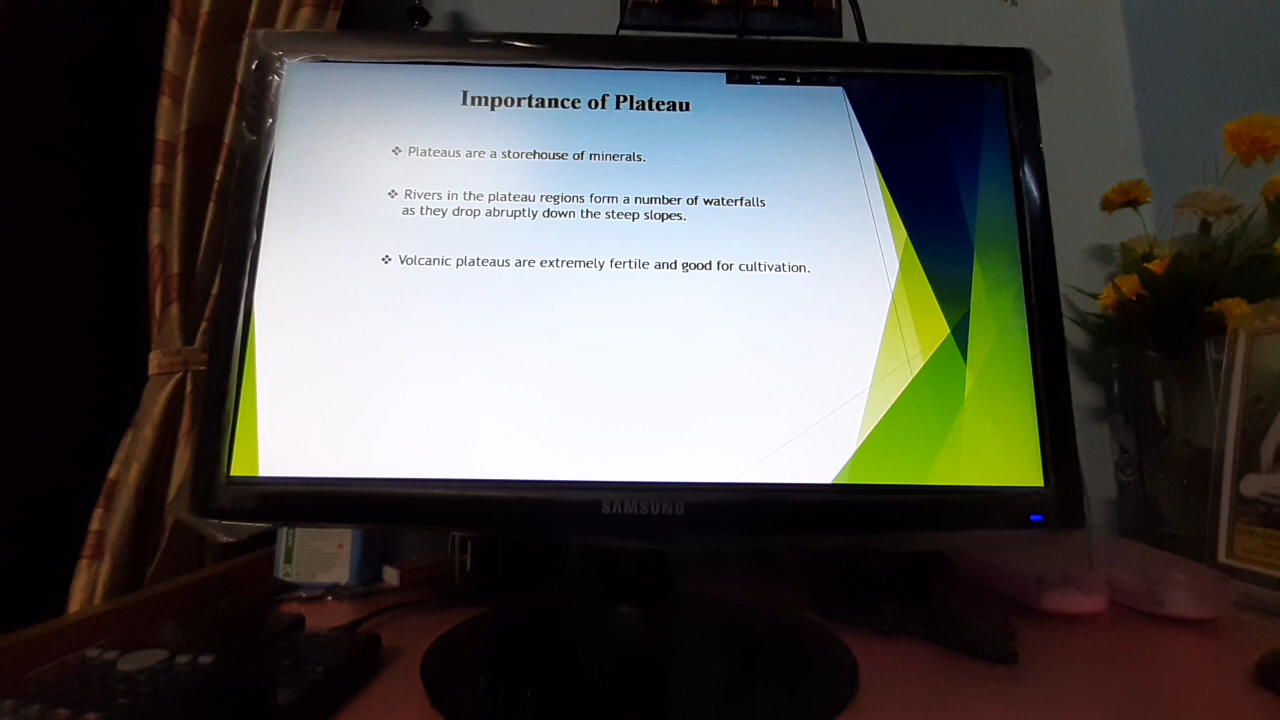 English
Importance of Plateau
❖ Plateaus are a storehouse of minerals.
❖ Rivers in the plateau regions form a number of waterfalls
as they drop abruptly down the steep slopes.
❖ Volcanic plateaus are extremely fertile and good for cultivation.
SAMSUNG